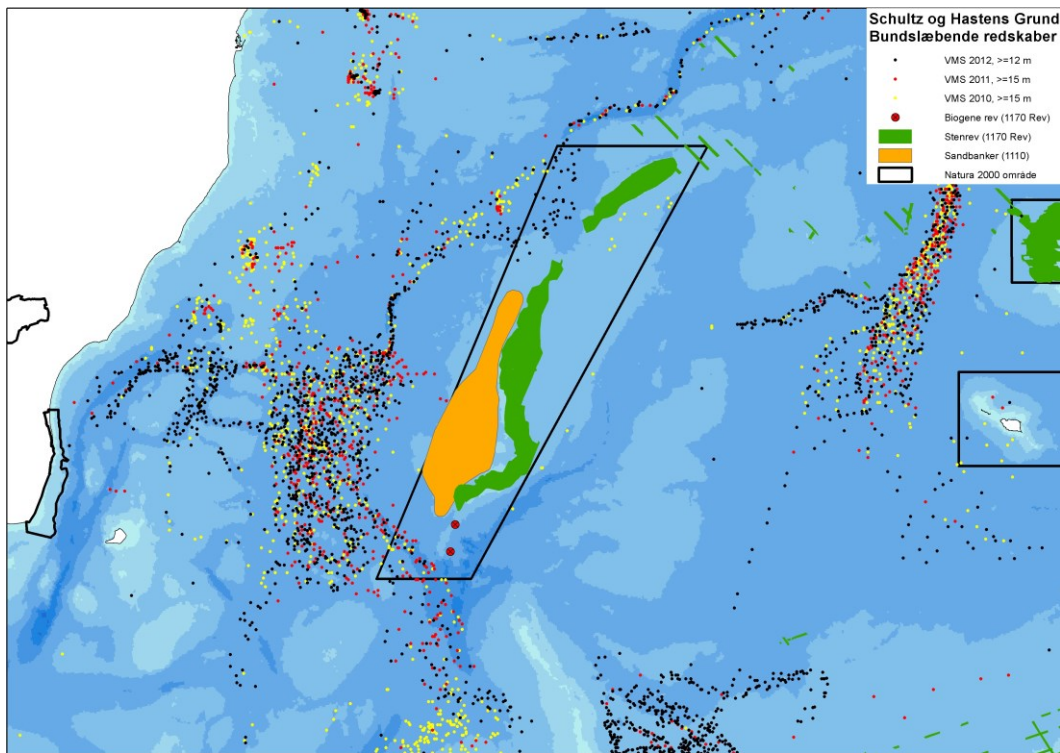 Schultz og Hastens Grund
Bundslæbende redskaber
VMS 2012, >=12 m
VMS 2011, >=15 m
VMS 2010, >=15 m
Biogene rev (1170 Rev)
Stenrev (1170 Rev)
Sandbanker (1110)
Natura 2000 område